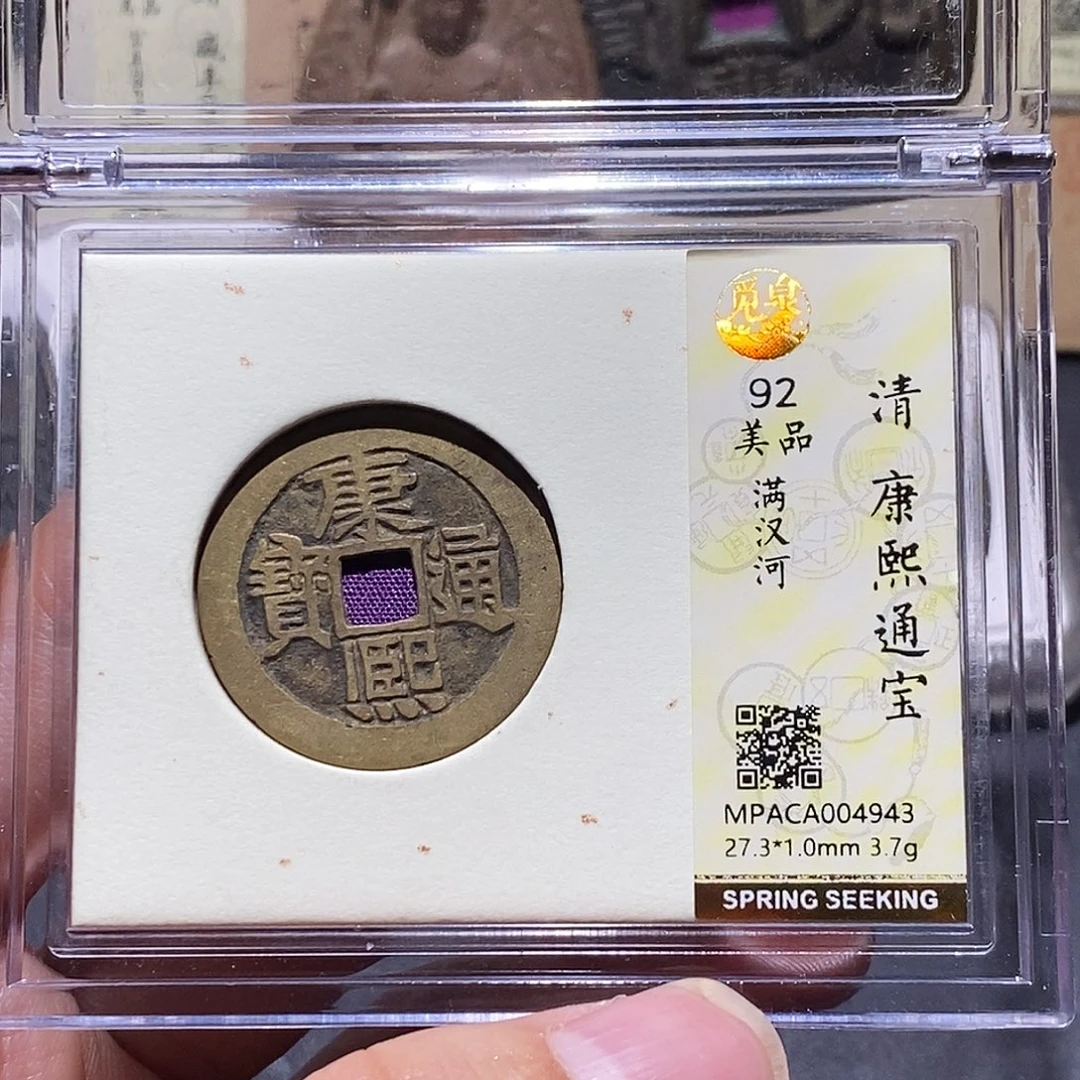 康熙通寳
觅泉
92
美品
满汉河
清 康熙通宝
MPACA004943
27.3*1.0mm 3.7g
SPRING SEEKING